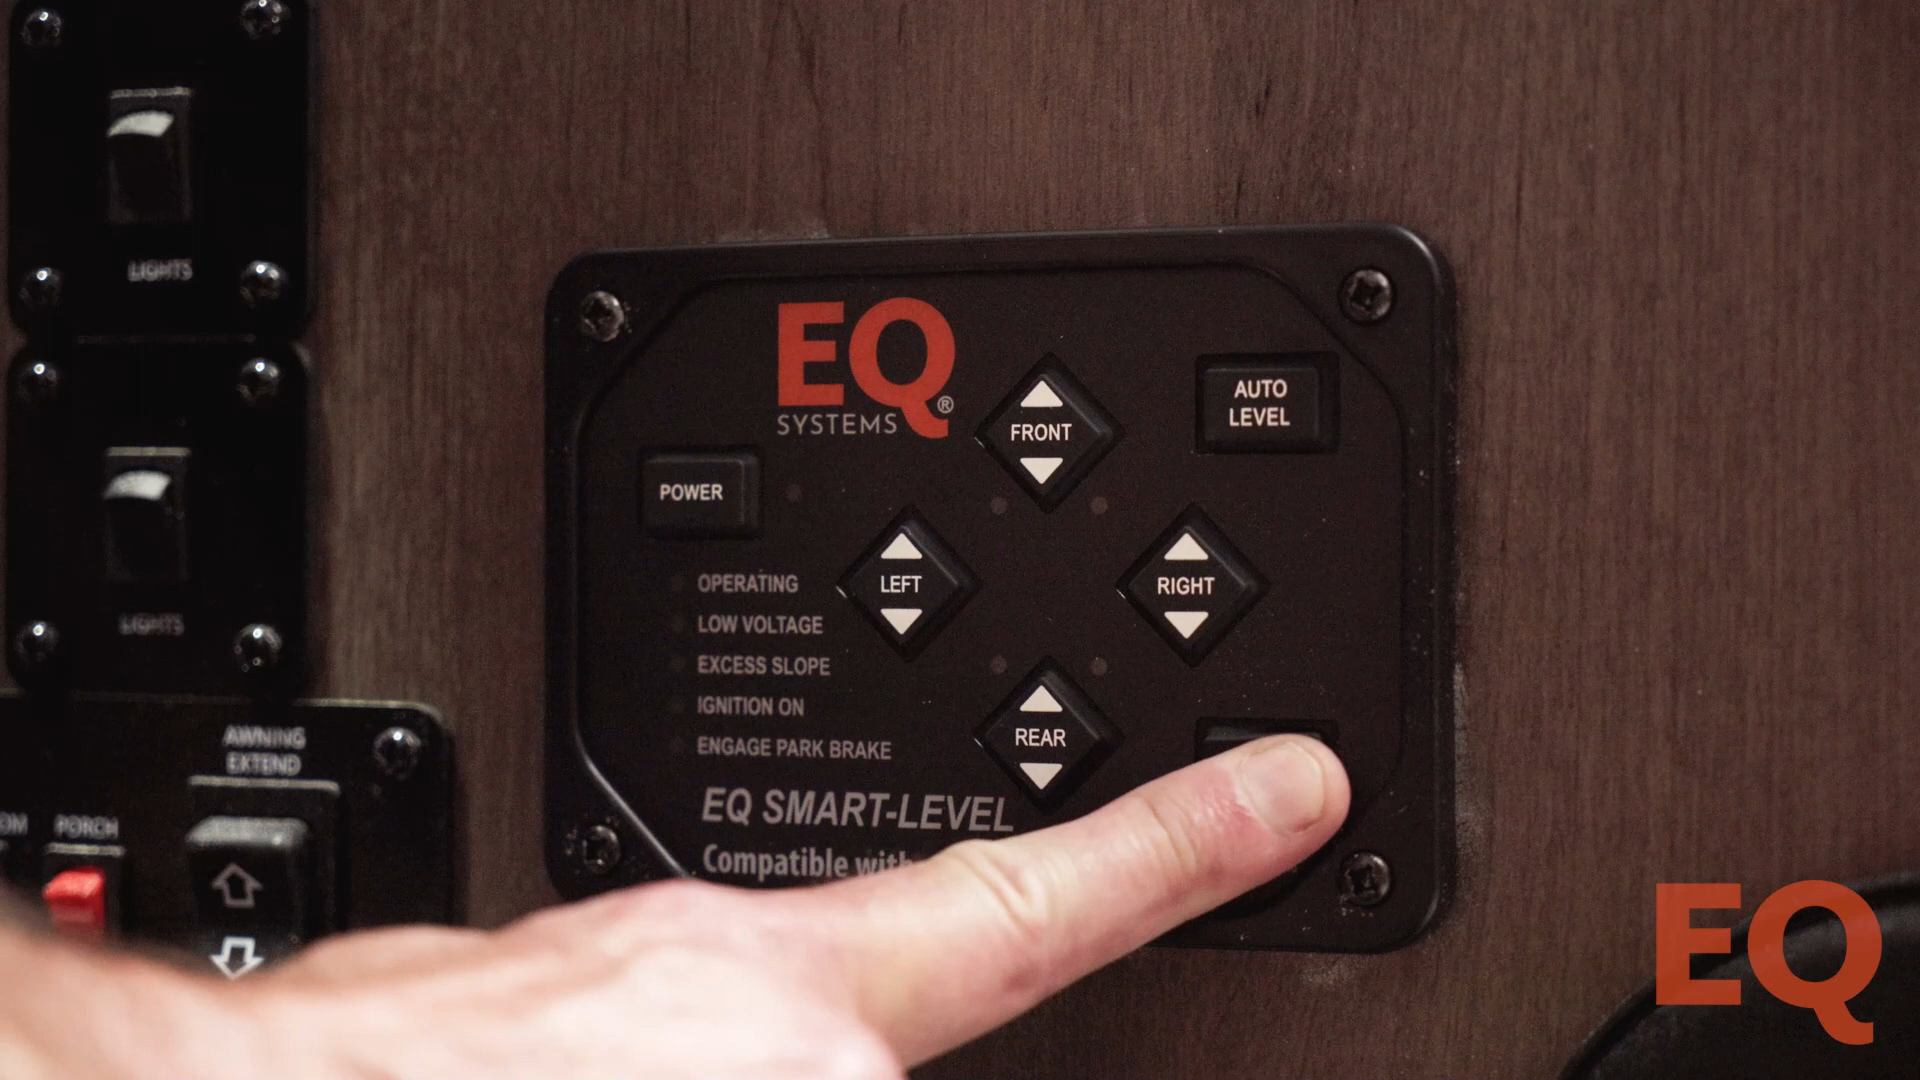 LIGHTS
LIGHTS
AWNING
EXTEND
PORCH
EQ
SYSTEMS
®
POWER
FRONT
AUTO
LEVEL
LEFT
RIGHT
REAR
OPERATING
LOW VOLTAGE
EXCESS SLOPE
IGNITION ON
ENGAGE PARK BRAKE
EQ SMART-LEVEL
Compatible with
EQ